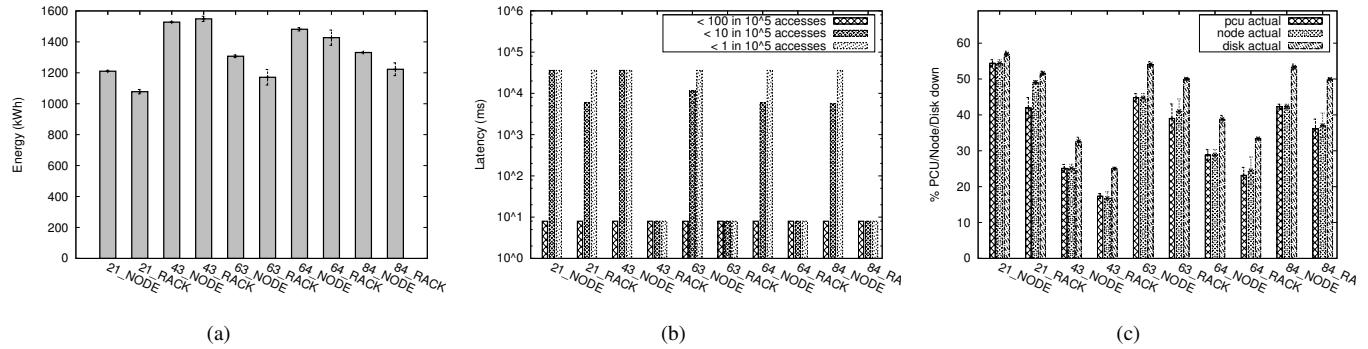 1600
1400
1200
1000
800
600
400
200
0
Energy (kWh)
21_NODE
21_RACK
43_NODE
43_RACK
63_NODE
63_RACK
64_NODE
64_RACK
84_NODE
84_RACK
(a)
10^6
10^5
10^4
10^3
10^2
10^1
10^0
Latency (ms)
< 100 in 10^5 accesses
< 10 in 10^5 accesses
< 1 in 10^5 accesses
21_NODE
21_RACK
43_NODE
43_RACK
63_NODE
63_RACK
64_NODE
64_RACK
84_NODE
84_RA
(b)
60
50
40
30
20
10
0
% PCU/Node/Disk down
pcu actual
node actual
disk actual
21_NODE
21_RACK
43_NODE
43_RACK
63_NODE
63_RACK
64_NODE
64_RACK
84_NODE
84_RA
(c)